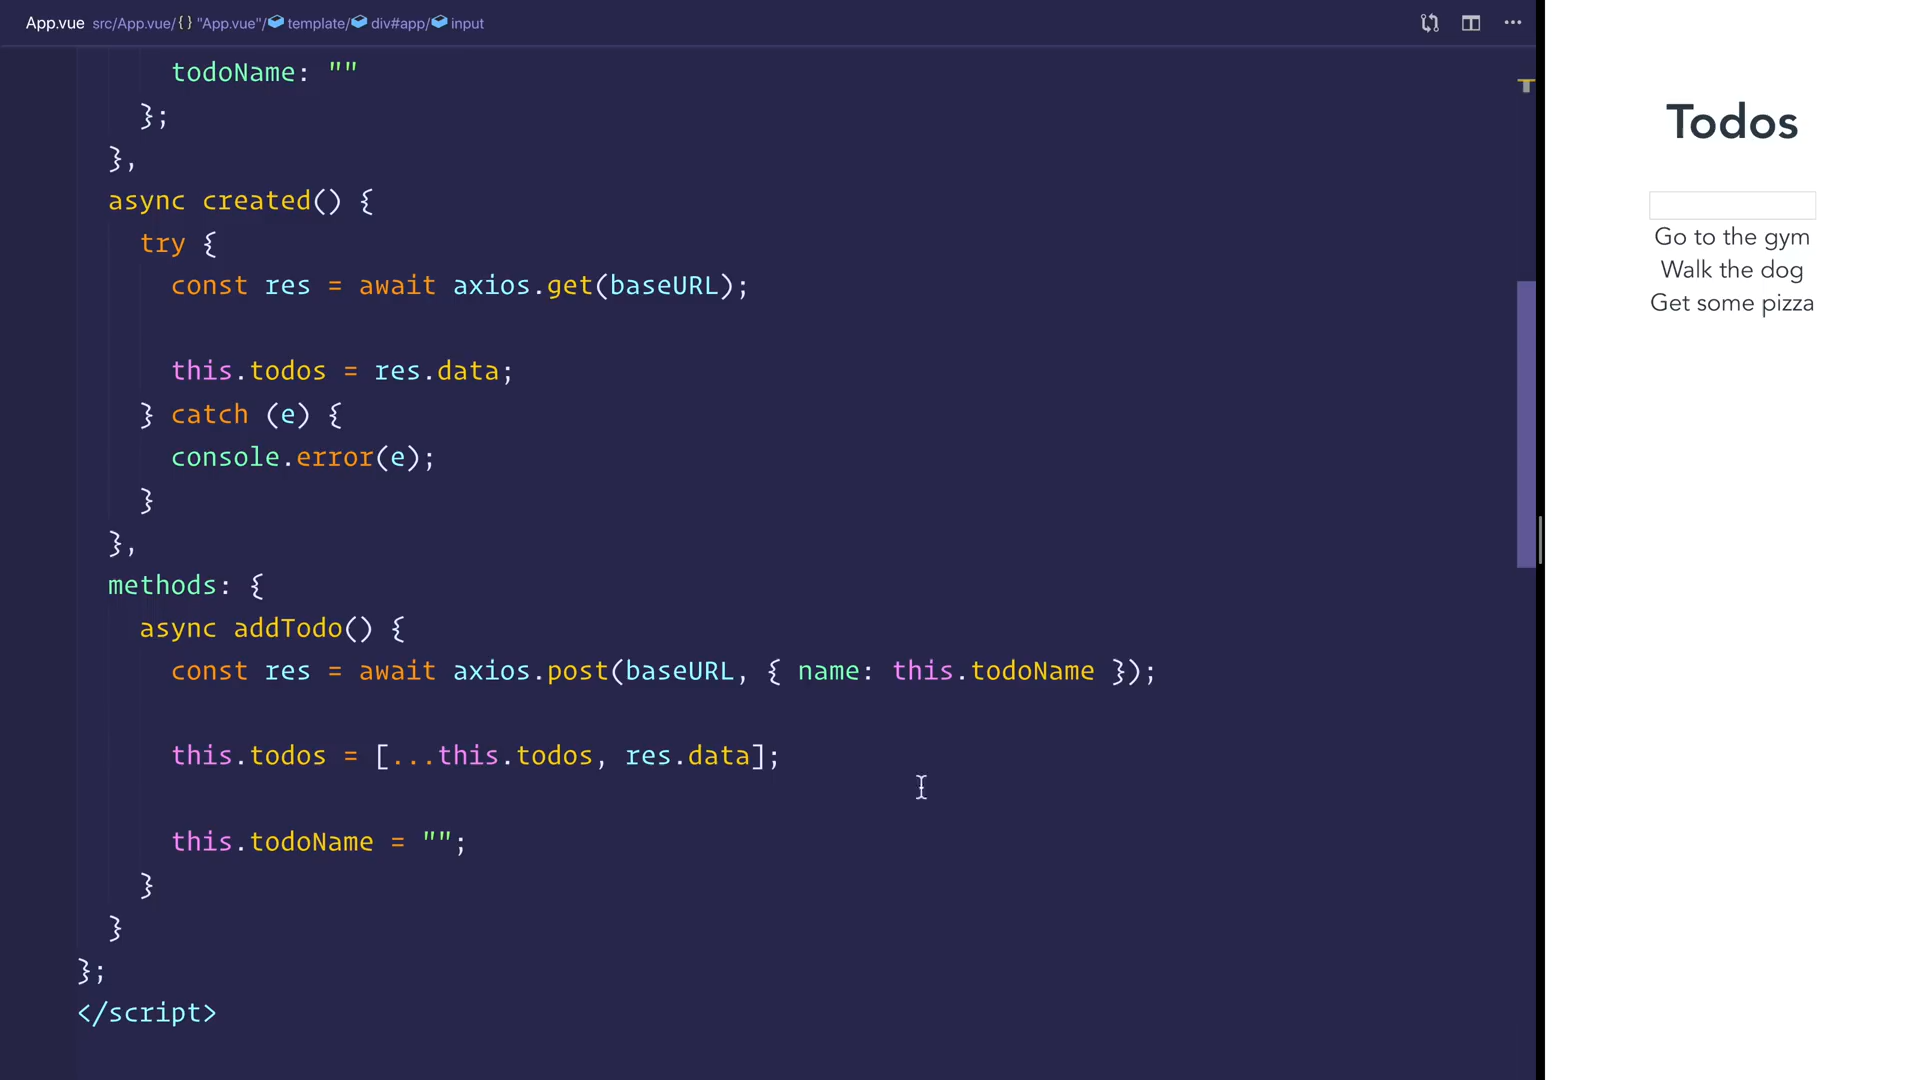 App.vue src/App.vue/{ } "App.vue"/template/div#app/input
todoName: ""
};
},
async created() {
try {
const res = await axios.get(baseURL);
this.todos = res.data;
} catch (e) {
console.error(e);
}
},
methods: {
async addTodo() {
const res = await axios.post(baseURL, { name: this.todoName });
this.todos = [...this.todos, res.data];
this.todoName = "";
}
}
};
</script>
Todos
Go to the gym
Walk the dog
Get some pizza